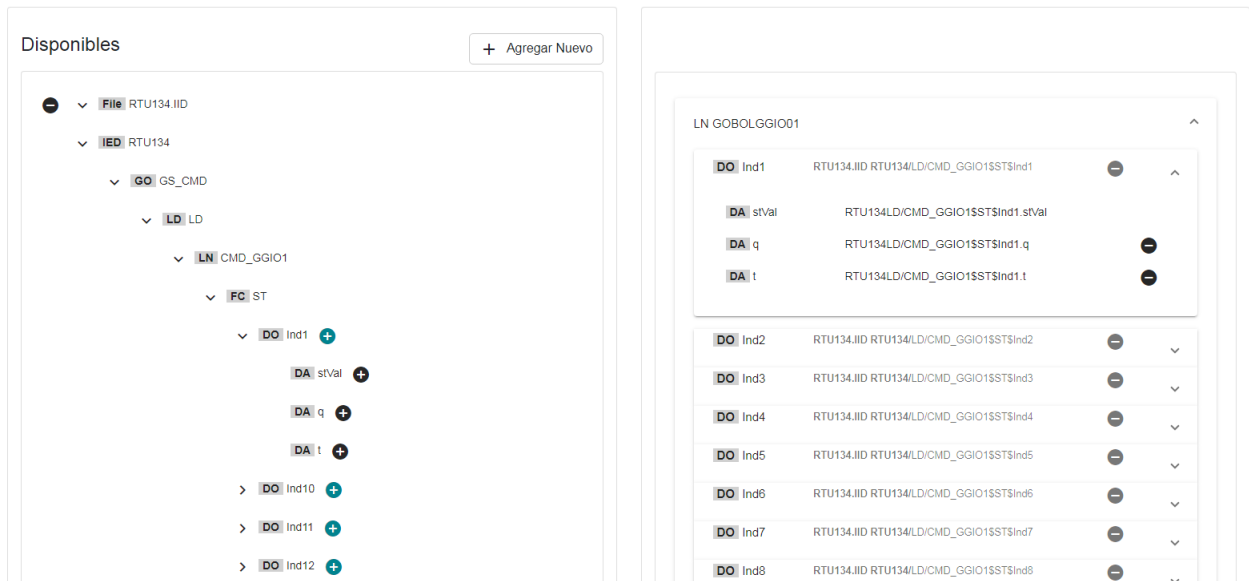 Disponibles
+ Agregar Nuevo
File RTU134.IID
IED RTU134
GO GS_CMD
LD LD
LN CMD_GGIO1
FC ST
DO Ind1
DA stVal
DA q
DA t
DO Ind10
DO Ind11
DO Ind12
LN GOBOLGGIO01
DO Ind1 RTU134.IID RTU134/LD/CMD_GGIO1$ST$Ind1
DA stVal RTU134LD/CMD_GGIO1$ST$Ind1.stVal
DA q RTU134LD/CMD_GGIO1$ST$Ind1.q
DA t RTU134LD/CMD_GGIO1$ST$Ind1.t
DO Ind2 RTU134.IID RTU134/LD/CMD_GGIO1$ST$Ind2
DO Ind3 RTU134.IID RTU134/LD/CMD_GGIO1$ST$Ind3
DO Ind4 RTU134.IID RTU134/LD/CMD_GGIO1$ST$Ind4
DO Ind5 RTU134.IID RTU134/LD/CMD_GGIO1$ST$Ind5
DO Ind6 RTU134.IID RTU134/LD/CMD_GGIO1$ST$Ind6
DO Ind7 RTU134.IID RTU134/LD/CMD_GGIO1$ST$Ind7
DO Ind8 RTU134.IID RTU134/LD/CMD_GGIO1$ST$Ind8